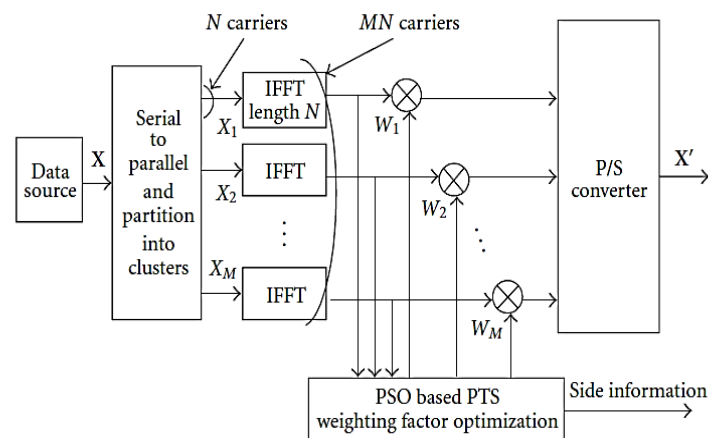 N carriers
MN carriers
Data
source
X
Serial
to
parallel
and
partition
into
clusters
X1
IFFT
length N
X2
IFFT
⋮
XM
IFFT
W1
W2
⋱
WM
P/S
converter
X′
PSO based PTS
weighting factor optimization
Side information